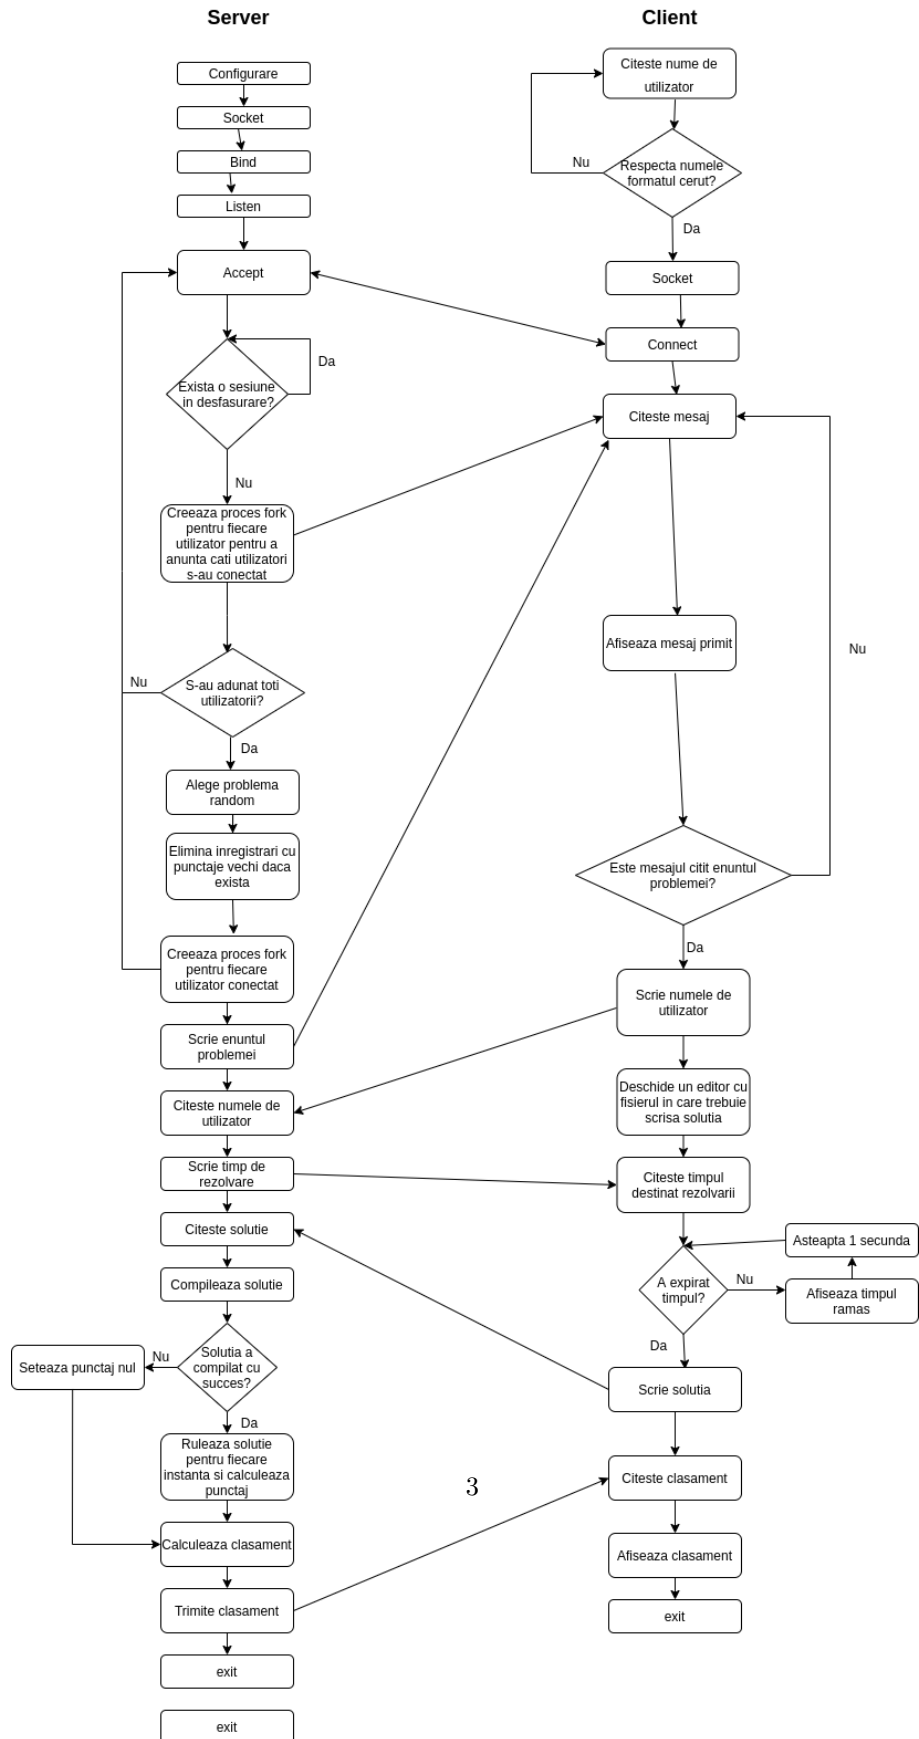 Server
Configurare
Socket
Bind
Listen
Accept
Da
Exista o sesiune
in desfasurare?
Nu
Creeaza proces fork
pentru fiecare
utilizator pentru a
anunta cati utilizatori
s-au conectat
Nu
S-au adunat toti
utilizatorii?
Da
Alege problema
random
Elimina inregistrari cu
punctaje vechi daca
exista
Creeaza proces fork
pentru fiecare
utilizator conectat
Scrie enuntul
problemei
Citeste numele de
utilizator
Scrie timp de
rezolvare
Citeste solutie
Compileaza solutie
Solutia a
compilat cu
succes?
Nu
Seteaza punctaj nul
Da
Ruleaza solutie
pentru fiecare
instanta si calculeaza
punctaj
Calculeaza clasament
Trimite clasament
exit
exit
Client
Citeste nume de
utilizator
Nu
Respecta numele
formatul cerut?
Da
Socket
Connect
Citeste mesaj
Afiseaza mesaj primit
Nu
Este mesajul citit enuntul
problemei?
Da
Scrie numele de
utilizator
Deschide un editor cu
fisierul in care trebuie
scrisa solutia
Citeste timpul
destinat rezolvarii
Asteapta 1 secunda
A expirat
timpul?
Nu
Afiseaza timpul
ramas
Da
Scrie solutia
Citeste clasament
Afiseaza clasament
exit
3